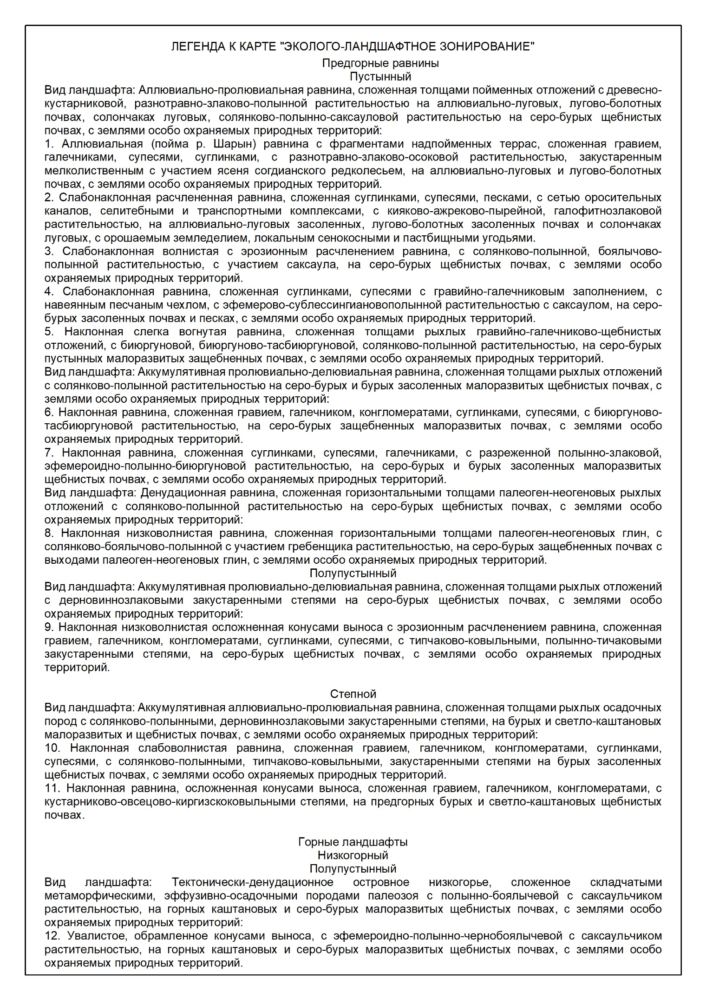 ЛЕГЕНДА К КАРТЕ "ЭКОЛОГО-ЛАНДШАФТНОЕ ЗОНИРОВАНИЕ"
Предгорные равнины
Пустынный
Вид ландшафта: Аллювиально-пролювиальная равнина, сложенная толщами пойменных отложений с древесно-
кустарниковой, разнотравно-злаково-полынной растительностью на аллювиально-луговых, лугово-болотных
почвах, солончаках луговых, солянково-полынно-саксауловой растительностью на серо-бурых щебнистых
почвах, с землями особо охраняемых природных территорий:
1. Аллювиальная (пойма р. Шарын) равнина с фрагментами надпойменных террас, сложенная гравием,
галечниками, супесями, суглинками, с разнотравно-злаково-осоковой растительностью, закустаренным
мелколиственным с участием ясеня согдианского редколесьем, на аллювиально-луговых и лугово-болотных
почвах, с землями особо охраняемых природных территорий.
2. Слабонаклонная расчлененная равнина, сложенная суглинками, супесями, песками, с сетью оросительных
каналов, селитебными и транспортными комплексами, с кияково-ажреково-пырейной, галофитнозлаковой
растительностью, на аллювиально-луговых засоленных, лугово-болотных засоленных почвах и солончаках
луговых, с орошаемым земледелием, локальным сенокосными и пастбищными угодьями.
3. Слабонаклонная волнистая с эрозионным расчленением равнина, с солянково-полынной, боялычово-
полынной растительностью, с участием саксаула, на серо-бурых щебнистых почвах, с землями особо
охраняемых природных территорий.
4. Слабонаклонная равнина, сложенная суглинками, супесями с гравийно-галечниковым заполнением, с
навеянным песчаным чехлом, с эфемерово-сублессингиановополынной растительностью с саксаулом, на серо-
бурых засоленных почвах и песках, с землями особо охраняемых природных территорий.
5. Наклонная слегка вогнутая равнина, сложенная толщами рыхлых гравийно-галечниково-щебнистых
отложений, с биюргуновой, биюргуново-тасбиюргуновой, солянково-полынной растительностью, на серо-бурых
пустынных малоразвитых защебненных почвах, с землями особо охраняемых природных территорий.
Вид ландшафта: Аккумулятивная пролювиально-делювиальная равнина, сложенная толщами рыхлых отложений
с солянково-полынной растительностью на серо-бурых и бурых засоленных малоразвитых щебнистых почвах, с
землями особо охраняемых природных территорий:
6. Наклонная равнина, сложенная гравием, галечником, конгломератами, суглинками, супесями, с биюргуново-
тасбиюргуновой растительностью, на серо-бурых защебненных малоразвитых почвах, с землями особо
охраняемых природных территорий.
7. Наклонная равнина, сложенная суглинками, супесями, галечниками, с разреженной полынно-злаковой,
эфемероидно-полынно-биюргуновой растительностью, на серо-бурых и бурых засоленных малоразвитых
щебнистых почвах, с землями особо охраняемых природных территорий.
Вид ландшафта: Денудационная равнина, сложенная горизонтальными толщами палеоген-неогеновых рыхлых
отложений с солянково-полынной растительностью на серо-бурых щебнистых почвах, с землями особо
охраняемых природных территорий:
8. Наклонная низковолнистая равнина, сложенная горизонтальными толщами палеоген-неогеновых глин, с
солянково-боялычово-полынной с участием гребенщика растительностью, на серо-бурых защебненных почвах с
выходами палеоген-неогеновых глин, с землями особо охраняемых природных территорий.
Полупустынный
Вид ландшафта: Аккумулятивная пролювиально-делювиальная равнина, сложенная толщами рыхлых отложений
с дерновиннозлаковыми закустаренными степями на серо-бурых щебнистых почвах, с землями особо
охраняемых природных территорий:
9. Наклонная низковолнистая осложненная конусами выноса с эрозионным расчленением равнина, сложенная
гравием, галечником, конгломератами, суглинками, супесями, с типчаково-ковыльными, полынно-тичаковыми
закустаренными степями, на серо-бурых щебнистых почвах, с землями особо охраняемых природных
территорий.
Степной
Вид ландшафта: Аккумулятивная аллювиально-пролювиальная равнина, сложенная толщами рыхлых осадочных
пород с солянково-полынными, дерновиннозлаковыми закустаренными степями, на бурых и светло-каштановых
малоразвитых и щебнистых почвах, с землями особо охраняемых природных территорий:
10. Наклонная слабоволнистая равнина, сложенная гравием, галечником, конгломератами, суглинками,
супесями, с солянково-полынными, типчаково-ковыльными, закустаренными степями на бурых засоленных
щебнистых почвах, с землями особо охраняемых природных территорий.
11. Наклонная равнина, осложненная конусами выноса, сложенная гравием, галечником, конгломератами, с
кустарниково-овсецово-киргизскоковыльными степями, на предгорных бурых и светло-каштановых щебнистых
почвах.
Горные ландшафты
Низкогорный
Полупустынный
Вид ландшафта: Тектонически-денудационное островное низкогорье, сложенное складчатыми
метаморфическими, эффузивно-осадочными породами палеозоя с полынно-боялычевой с саксаульчиком
растительностью, на горных каштановых и серо-бурых малоразвитых щебнистых почвах, с землями особо
охраняемых природных территорий:
12. Увалистое, обрамленное конусами выноса, с эфемероидно-полынно-чернобоялычевой с саксаульчиком
растительностью, на горных каштановых и серо-бурых малоразвитых щебнистых почвах, с землями особо
охраняемых природных территорий.